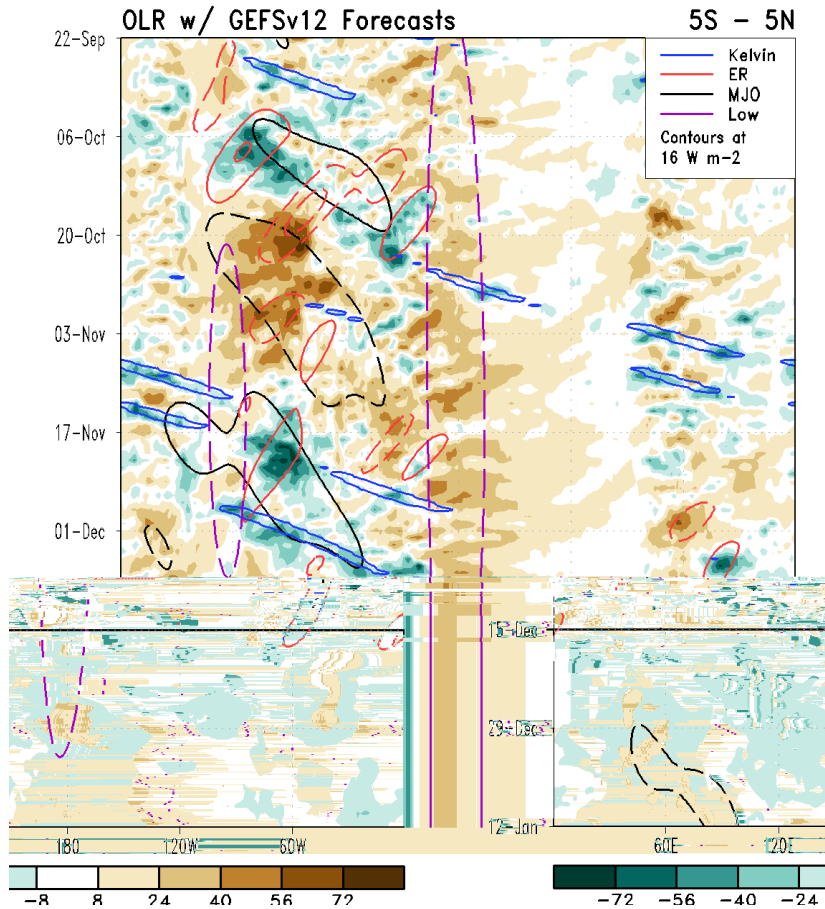 OLR w/ GEFSv12 Forecasts 5S - 5N
22-Sep
Kelvin
ER
MJO
Low
Contours at
16 W m-2
06-Oct
20-Oct
03-Nov
17-Nov
01-Dec
15-Dec
29-Dec
12-Jan
180 120W 60W 60E 120E
-8 8 24 40 56 72 -72 -56 -40 -24